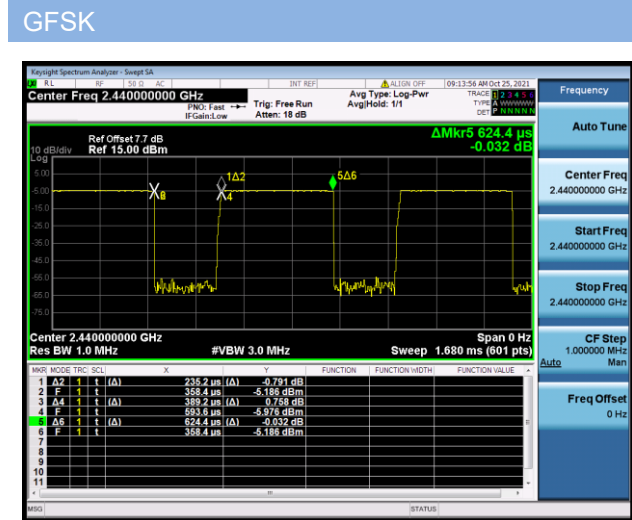 GFSK
Keysight Spectrum Analyzer - Swept SA
RL RF 50 Ω AC INT REF ALIGN OFF 09:13:56 AM Oct 25, 2021
Center Freq 2.440000000 GHz
PNO: Fast
IFGain:Low
Trig: Free Run
Atten: 18 dB
Avg Type: Log-Pwr
Avg|Hold: 1/1
TRACE 1 2 3 4 5 6
TYPE A WWWWW
DET P N N N N N
Ref Offset 7.7 dB
Ref 15.00 dBm
10 dB/div
Log
ΔMkr5 624.4 µs
-0.032 dB
5.00
-5.00
-15.0
-25.0
-35.0
-45.0
-55.0
-65.0
-75.0
1Δ2
4
5Δ6
Center 2.440000000 GHz Span 0 Hz
Res BW 1.0 MHz #VBW 3.0 MHz Sweep 1.680 ms (601 pts)
MKR MODE TRC SCL X Y FUNCTION FUNCTION WIDTH FUNCTION VALUE
1 Δ2 1 t (Δ) 235.2 µs (Δ) -0.791 dB
2 F 1 t 358.4 µs -5.186 dBm
3 Δ4 1 t (Δ) 389.2 µs (Δ) 0.758 dB
4 F 1 t 593.6 µs -5.976 dBm
5 Δ6 1 t (Δ) 624.4 µs (Δ) -0.032 dB
6 F 1 t 358.4 µs -5.186 dBm
7
8
9
10
11
MSG STATUS
Frequency
Auto Tune
Center Freq
2.440000000 GHz
Start Freq
2.440000000 GHz
Stop Freq
2.440000000 GHz
CF Step
1.000000 MHz
Auto Man
Freq Offset
0 Hz